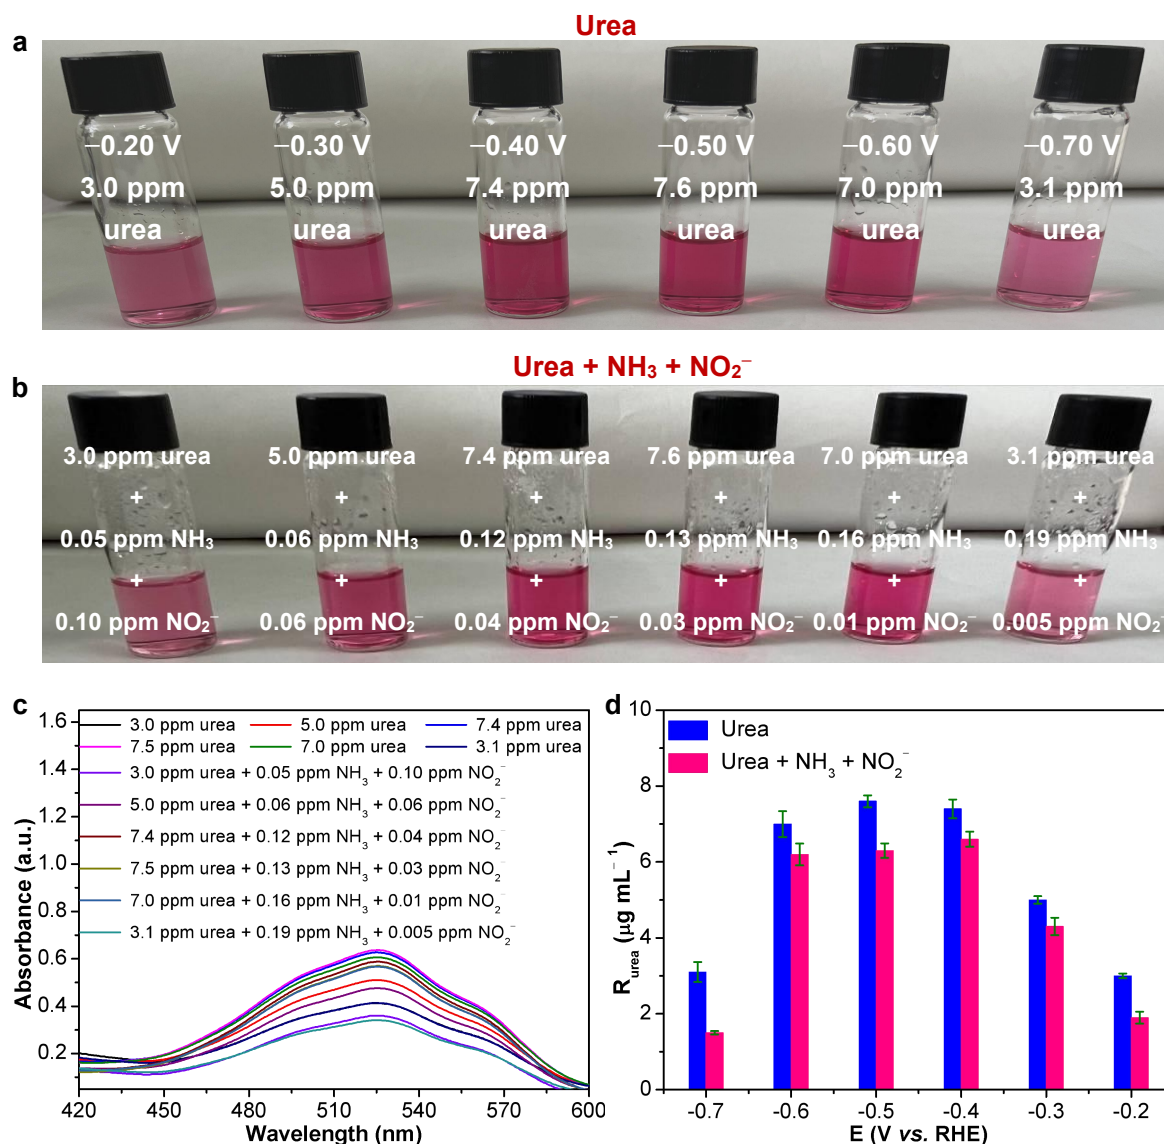 Urea
a
−0.20 V −0.30 V −0.40 V −0.50 V −0.60 V −0.70 V
3.0 ppm 5.0 ppm 7.4 ppm 7.6 ppm 7.0 ppm 3.1 ppm
urea urea urea urea urea urea
Urea + NH₃ + NO₂⁻
b
3.0 ppm urea 5.0 ppm urea 7.4 ppm urea 7.6 ppm urea 7.0 ppm urea 3.1 ppm urea
+ + + + + +
0.05 ppm NH₃ 0.06 ppm NH₃ 0.12 ppm NH₃ 0.13 ppm NH₃ 0.16 ppm NH₃ 0.19 ppm NH₃
+ + + + + +
0.10 ppm NO₂⁻ 0.06 ppm NO₂⁻ 0.04 ppm NO₂⁻ 0.03 ppm NO₂⁻ 0.01 ppm NO₂⁻ 0.005 ppm NO₂⁻
c
3.0 ppm urea 5.0 ppm urea 7.4 ppm urea
7.5 ppm urea 7.0 ppm urea 3.1 ppm urea
3.0 ppm urea + 0.05 ppm NH₃ + 0.10 ppm NO₂⁻
5.0 ppm urea + 0.06 ppm NH₃ + 0.06 ppm NO₂⁻
7.4 ppm urea + 0.12 ppm NH₃ + 0.04 ppm NO₂⁻
7.5 ppm urea + 0.13 ppm NH₃ + 0.03 ppm NO₂⁻
7.0 ppm urea + 0.16 ppm NH₃ + 0.01 ppm NO₂⁻
3.1 ppm urea + 0.19 ppm NH₃ + 0.005 ppm NO₂⁻
Absorbance (a.u.)
1.6
1.4
1.2
1.0
0.8
0.6
0.4
0.2
420 450 480 510 540 570 600
Wavelength (nm)
d
Urea
Urea + NH₃ + NO₂⁻
R_urea (μg mL⁻¹)
10
8
6
4
2
0
-0.7 -0.6 -0.5 -0.4 -0.3 -0.2
E (V vs. RHE)